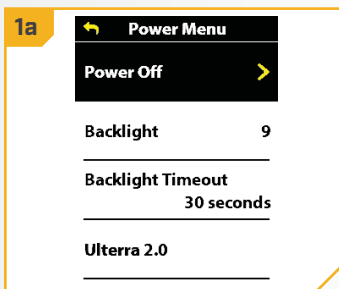 1a
Power Menu
Power Off
Backlight 9
Backlight Timeout
30 seconds
Ulterra 2.0